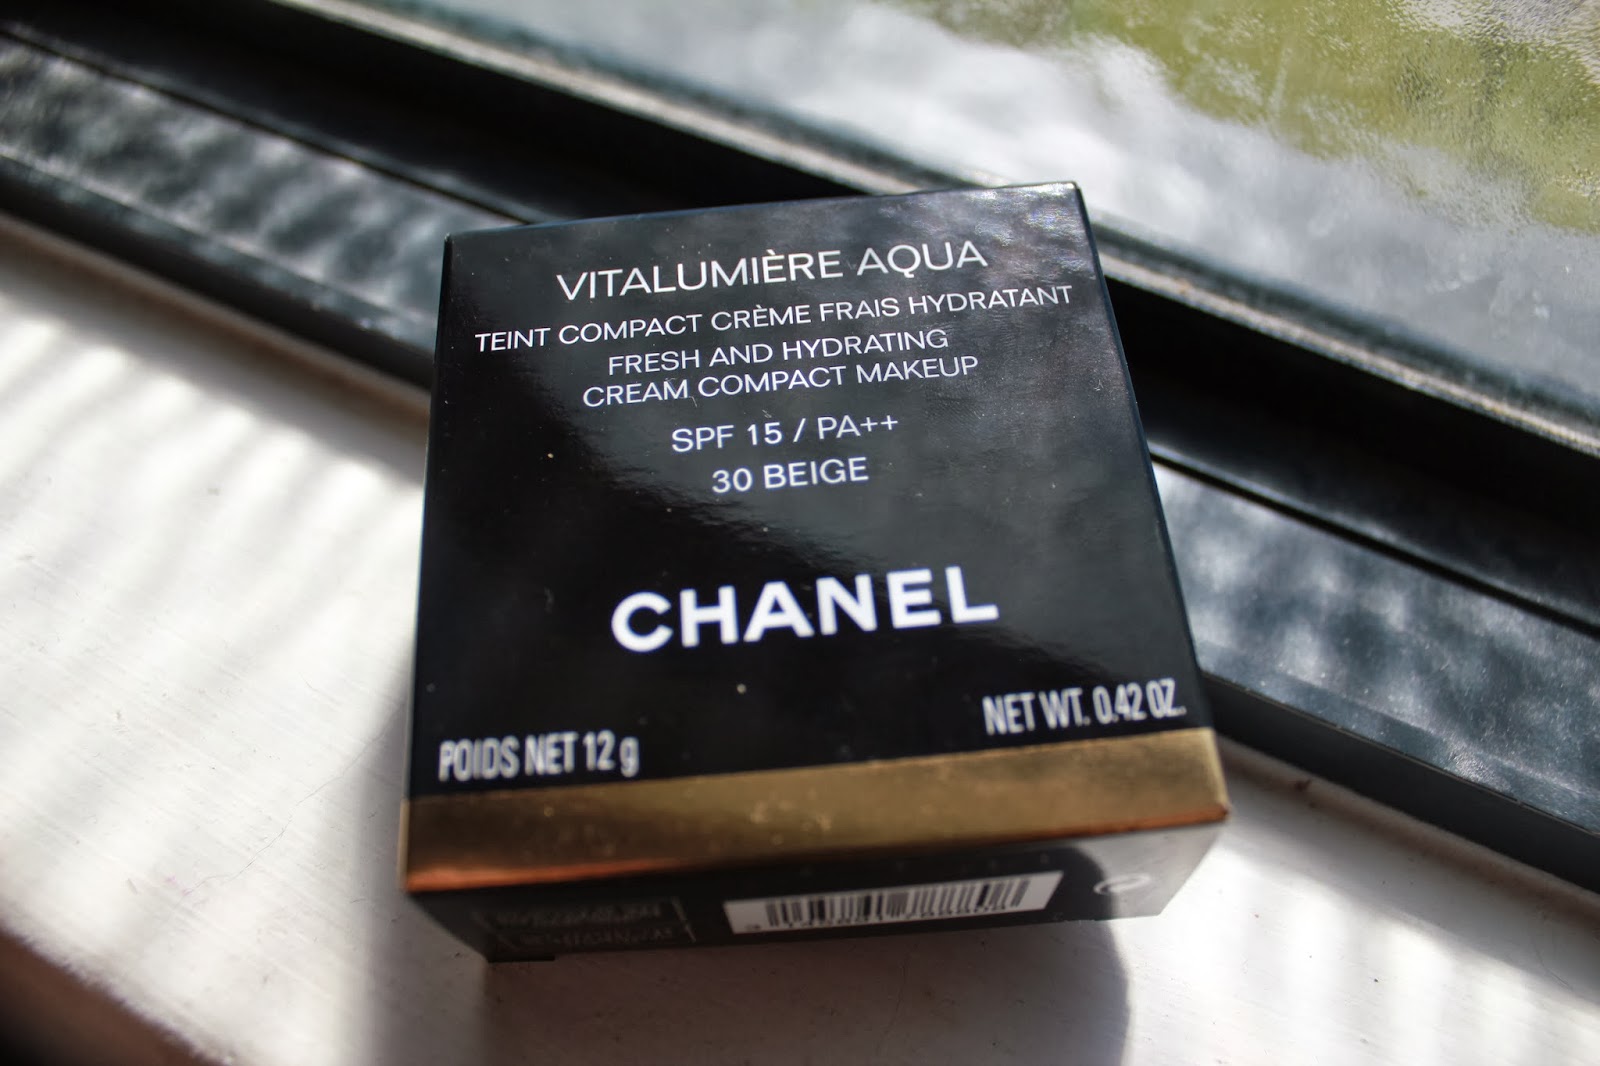 VITALUMIÈRE AQUA
TEINT COMPACT CRÈME FRAIS HYDRATANT
FRESH AND HYDRATING
CREAM COMPACT MAKEUP
SPF 15 / PA++
30 BEIGE
CHANEL
NET WT. 0.42 OZ.
POIDS NET 12 g